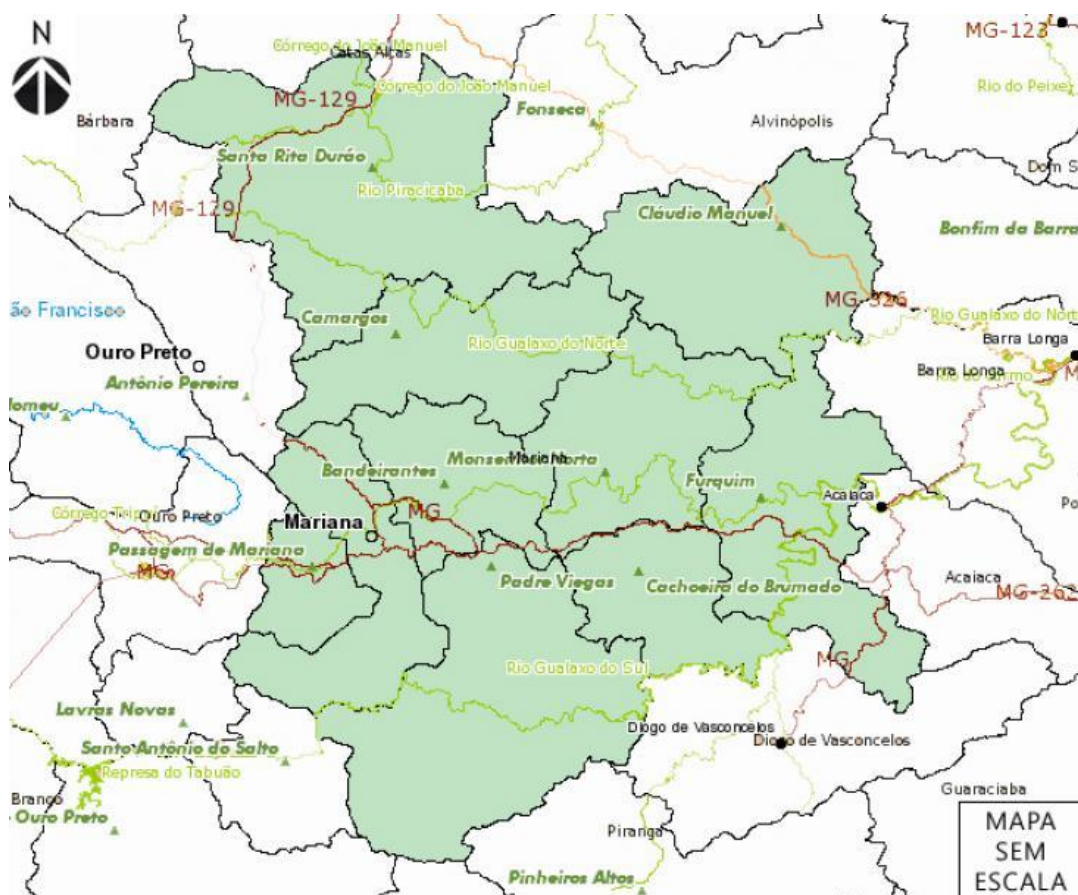 N
MG-123
Córrego do João Manuel
Catas Altas
Rio do Peixe
Córrego do João Manuel
MG-129
Fonseca
Bárbara
Alvinópolis
Santa Rita Durão
Dom S
Rio Piracicaba
MG-129
Cláudio Manuel
Bonfim da Barra
MG-326
ão Francisco
Rio Gualaxo do Norte
Camargos
Rio Gualaxo do Norte
Barra Longa
Ouro Preto
Barra Longa
M
Antônio Pereira
lomeu
Mariana
Bandeirantes
Furquim
Acaiaca
MG
Córrego Trip
Ouro Preto
Mariana
Passagem de Mariana
Po
MG
Padre Viegas
Cachoeira do Brumado
Acaiaca
MG-262
MG
Rio Gualaxo do Sul
Lavras Novas
Diogo de Vasconcelos
Diogo de Vasconcelos
Santo Antônio do Salto
Represa do Tabuão
Guaraciaba
Branco
Ouro Preto
Piranga
Pinheiros Altos
MAPA
SEM
ESCALA